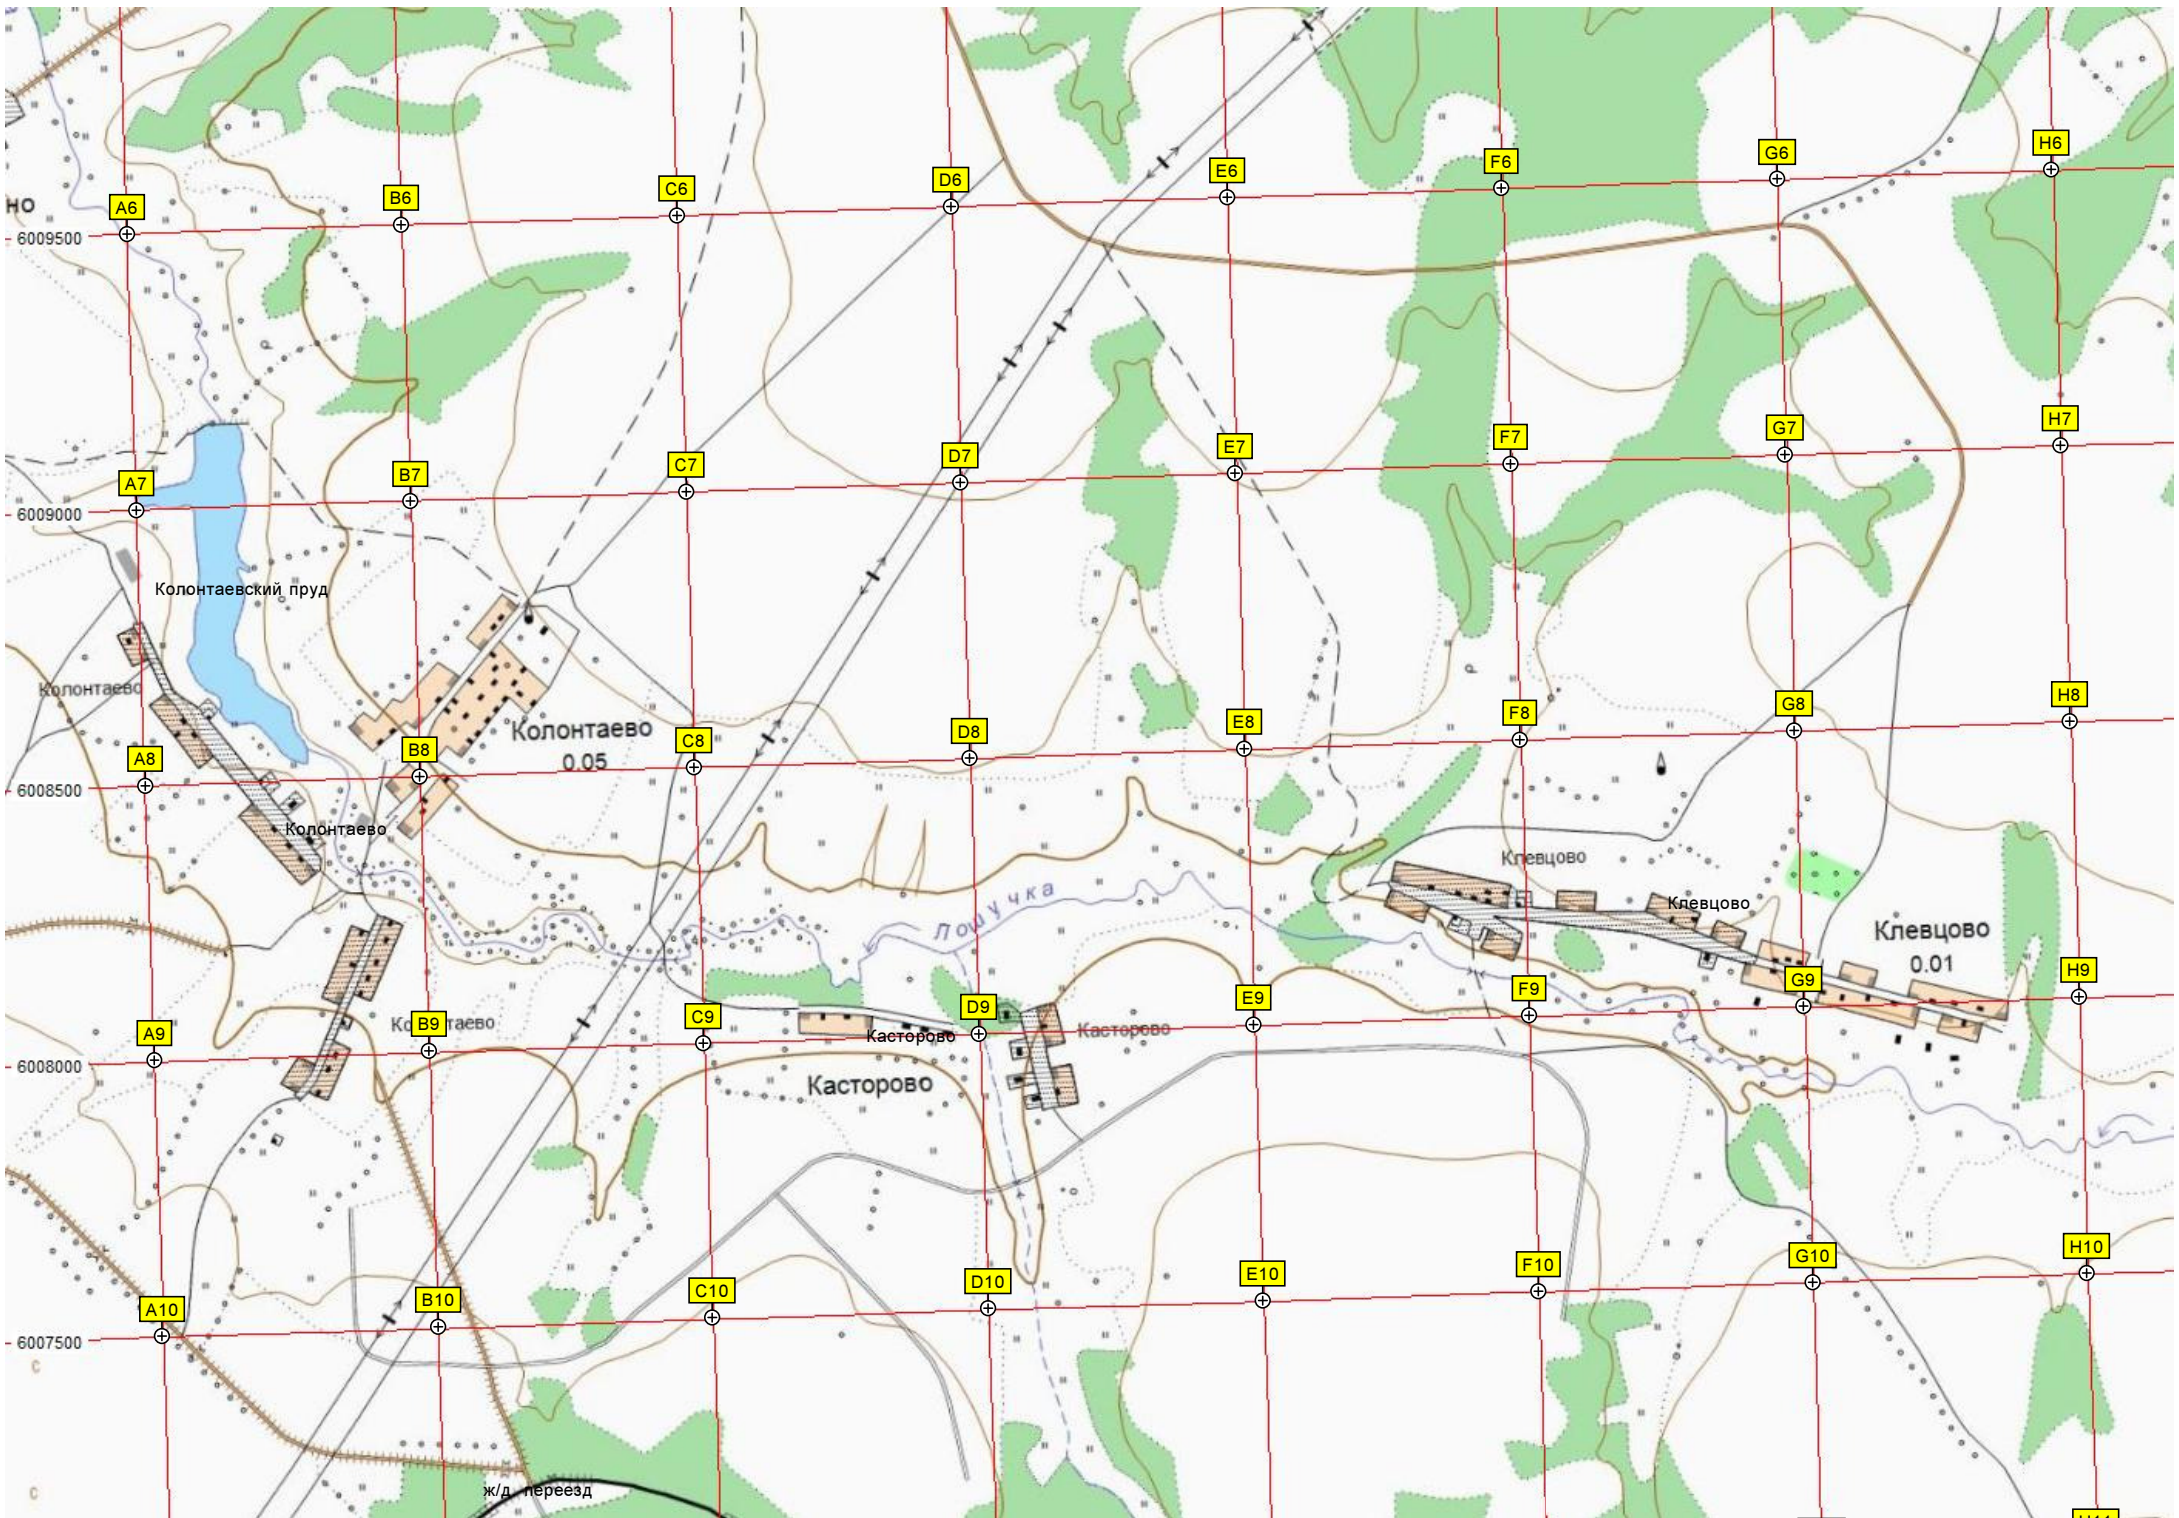 H6
G6
F6
E6
D6
C6
B6
A6
но
6009500
H7
G7
F7
E7
D7
C7
B7
A7
6009000
Колонтаевский пруд
Колонтаево
H8
G8
F8
E8
D8
C8
B8
A8
Колонтаево
0.05
6008500
Колонтаево
Клевцово
Клевцово
Клевцово
0.01
Лошучка
H9
G9
F9
E9
D9
C9
B9
A9
Касторово
Касторово
Касторово
6008000
H10
G10
F10
E10
D10
C10
B10
A10
6007500
с
с
ж/д переезд